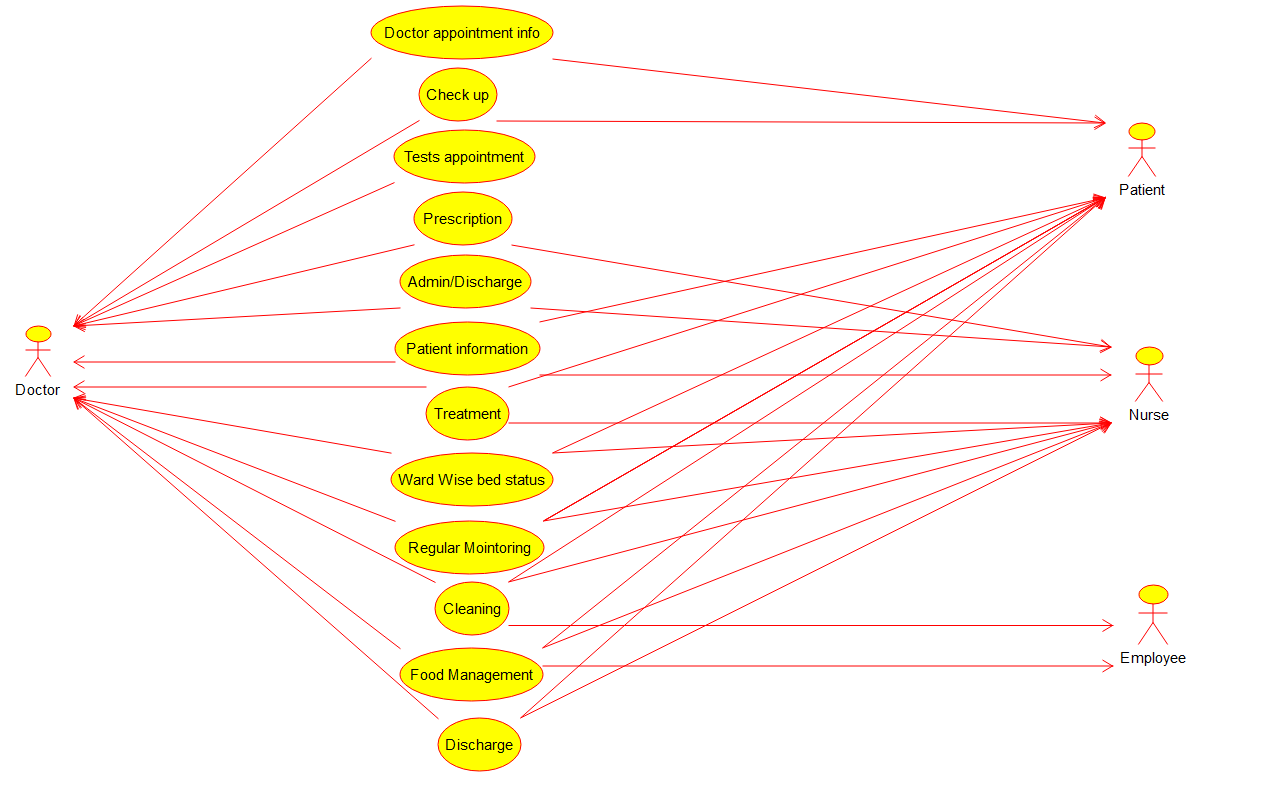 Doctor appointment info
Check up
Tests appointment
Patient
Prescription
Admin/Discharge
Patient information
Doctor
Treatment
Nurse
Ward Wise bed status
Regular Mointoring
Cleaning
Employee
Food Management
Discharge